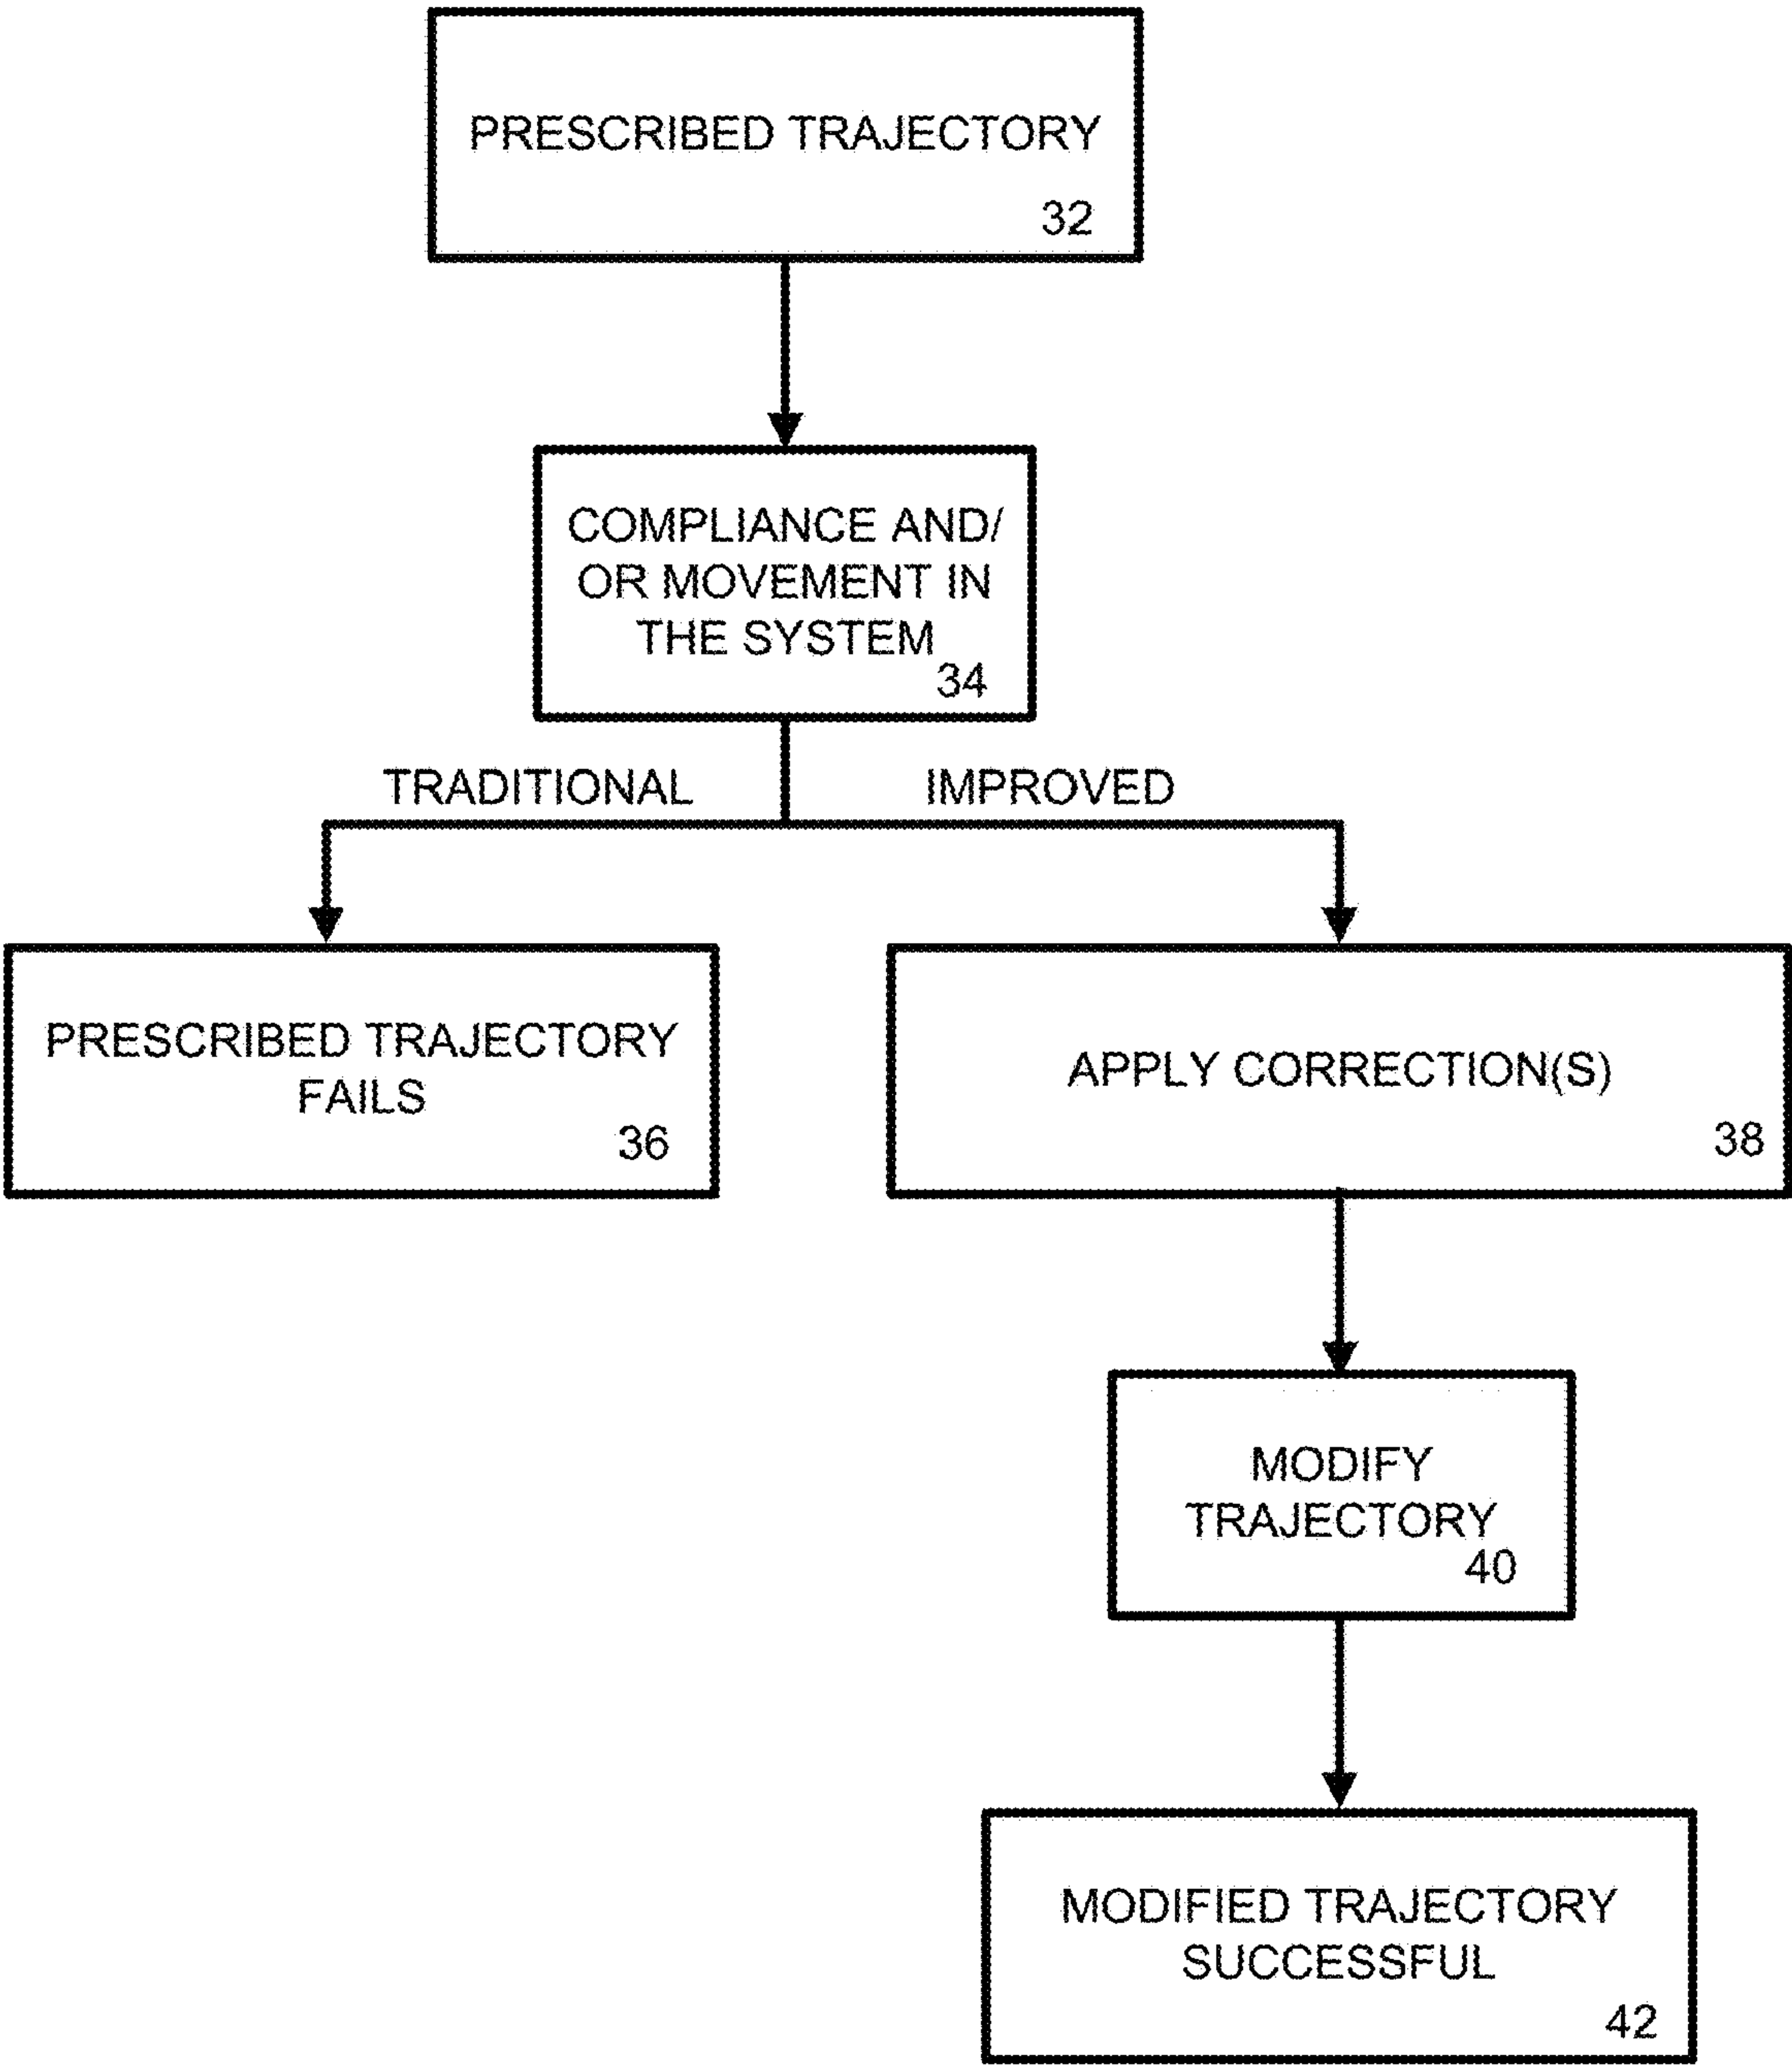 PRESCRIBED TRAJECTORY
32
COMPLIANCE AND/
OR MOVEMENT IN
THE SYSTEM
34
TRADITIONAL
IMPROVED
PRESCRIBED TRAJECTORY
FAILS
36
APPLY CORRECTION(S)
38
MODIFY
TRAJECTORY
40
MODIFIED TRAJECTORY
SUCCESSFUL
42